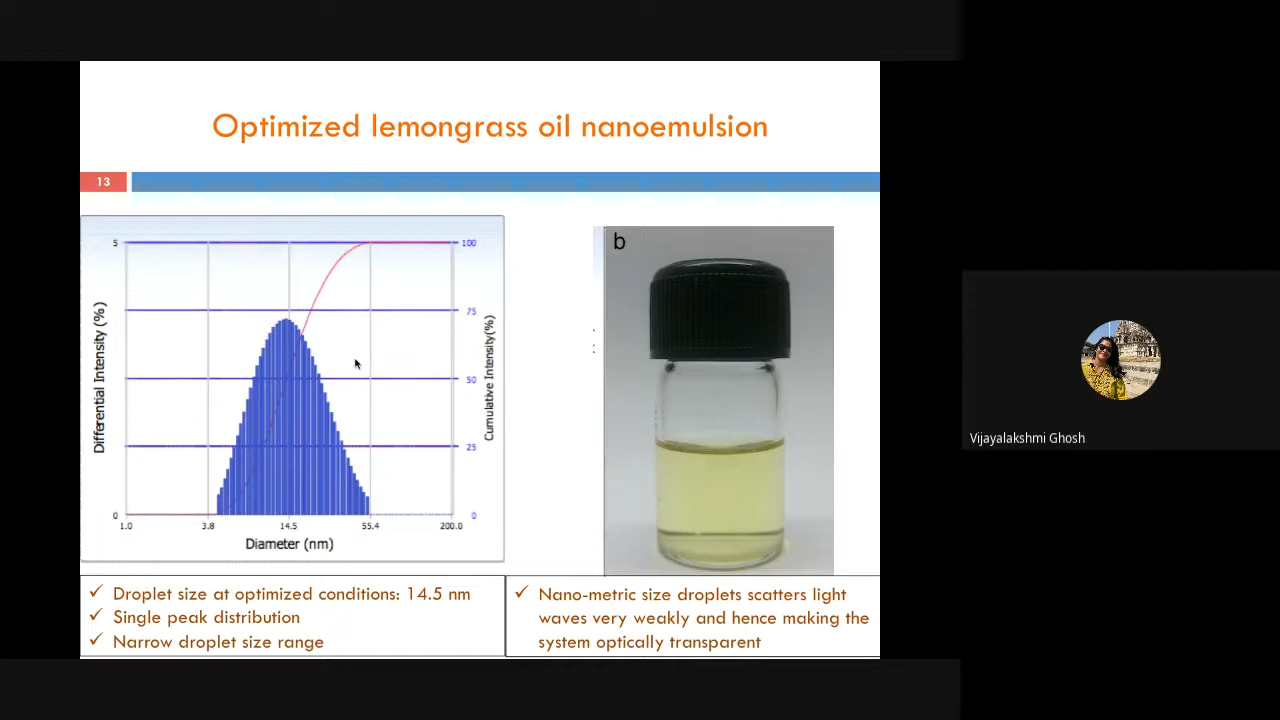 Optimized lemongrass oil nanoemulsion
13
5
100
75
50
25
0
0
Differential Intensity (%)
Cumulative Intensity(%)
1.0 3.8 14.5 55.4 200.0
Diameter (nm)
b
✓ Droplet size at optimized conditions: 14.5 nm
✓ Single peak distribution
✓ Narrow droplet size range
✓ Nano-metric size droplets scatters light
waves very weakly and hence making the
system optically transparent
Vijayalakshmi Ghosh